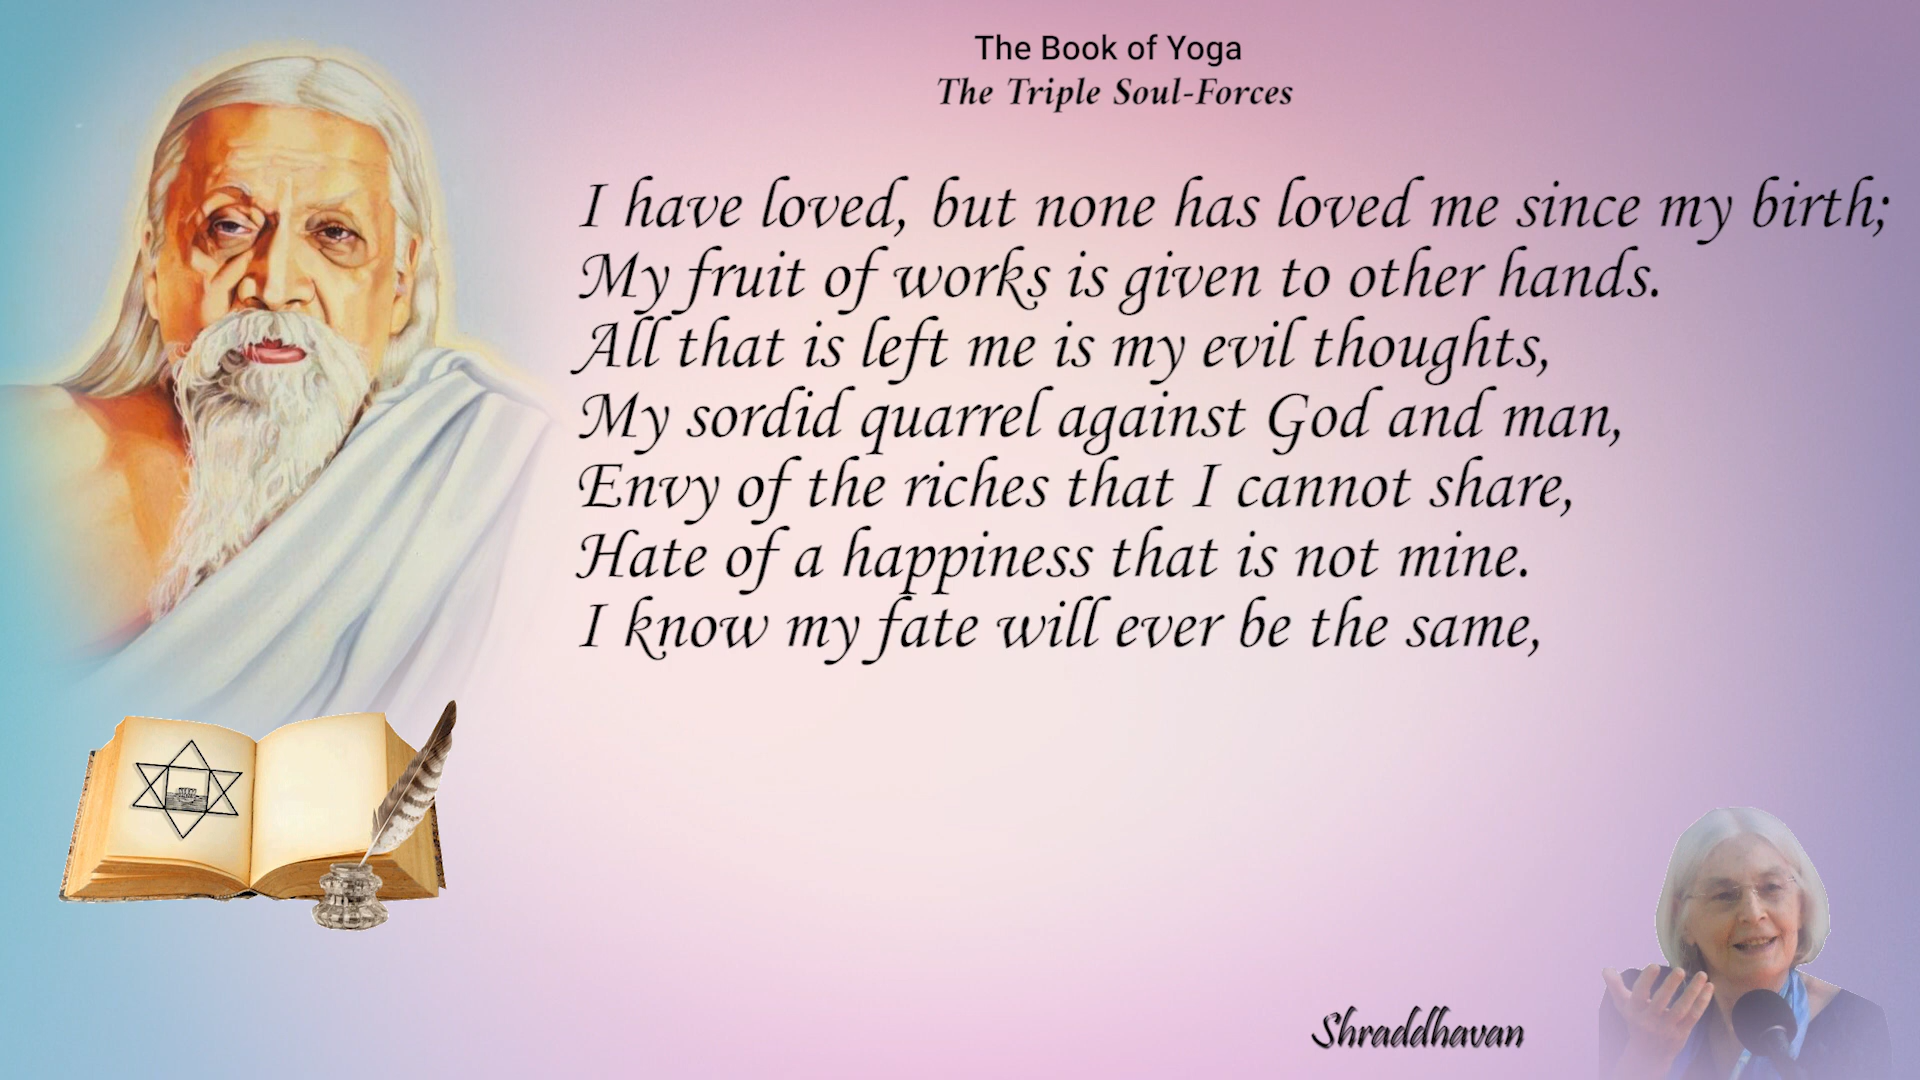 The Book of Yoga
The Triple Soul-Forces
I have loved, but none has loved me since my birth;
My fruit of works is given to other hands.
All that is left me is my evil thoughts,
My sordid quarrel against God and man,
Envy of the riches that I cannot share,
Hate of a happiness that is not mine.
I know my fate will ever be the same,
Shraddhavan